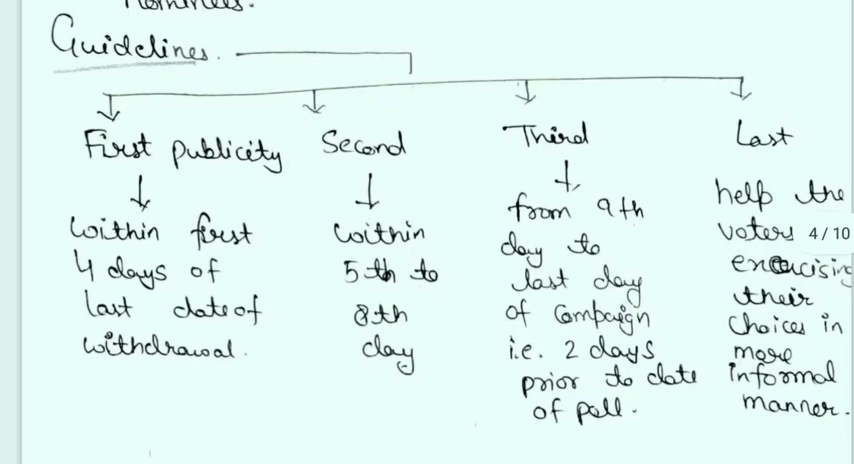 Nominees.
Guidelines.
First publicity
within first
4 days of
last date of
withdrawal.
Second
within
5th to
8th
day
Third
from 9th
day to
last day
of Campaign
i.e. 2 days
prior to date
of poll.
Last
help the
voters
their
Choices in
more
informal
manner.
4/10